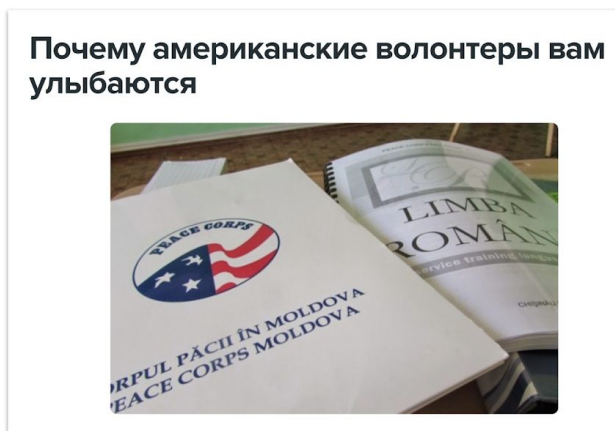 Почему американские волонтеры вам
улыбаются
PEACE CORPS
LIMBA
ROMÂN
service training
CORPUL PĂCII ÎN MOLDOVA
PEACE CORPS MOLDOVA